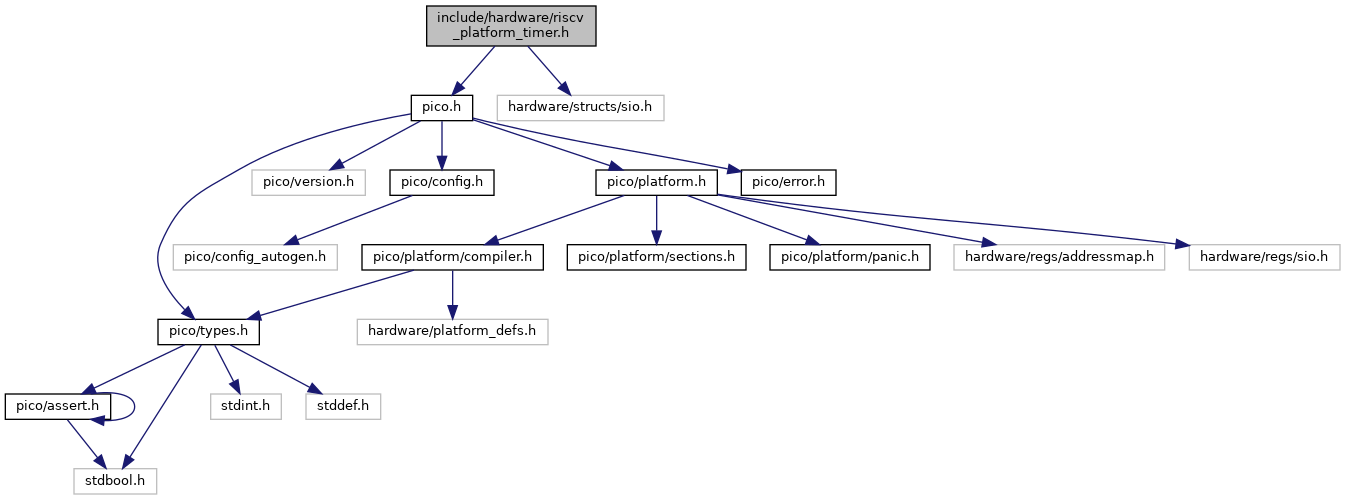 include/hardware/riscv
_platform_timer.h
pico.h
hardware/structs/sio.h
pico/version.h
pico/config.h
pico/platform.h
pico/error.h
pico/config_autogen.h
pico/platform/compiler.h
pico/platform/sections.h
pico/platform/panic.h
hardware/regs/addressmap.h
hardware/regs/sio.h
pico/types.h
hardware/platform_defs.h
pico/assert.h
stdint.h
stddef.h
stdbool.h